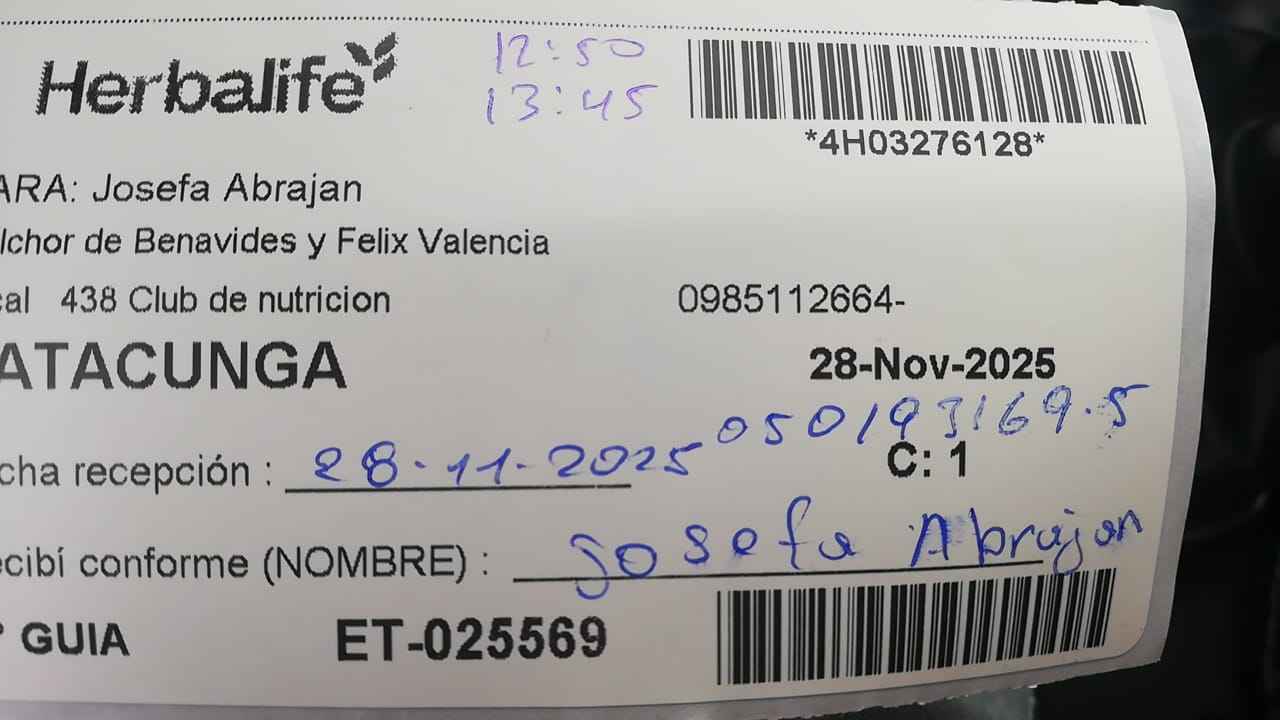 Herbalife
12:50
13:45
*4H03276128*
ARA: Josefa Abrajan
lchor de Benavides y Felix Valencia
cal 438 Club de nutricion 0985112664-
ATACUNGA 28-Nov-2025
050193169-5
cha recepción : 28-11-2025 C: 1
ecibí conforme (NOMBRE) : Josefa Abrajan
° GUIA ET-025569